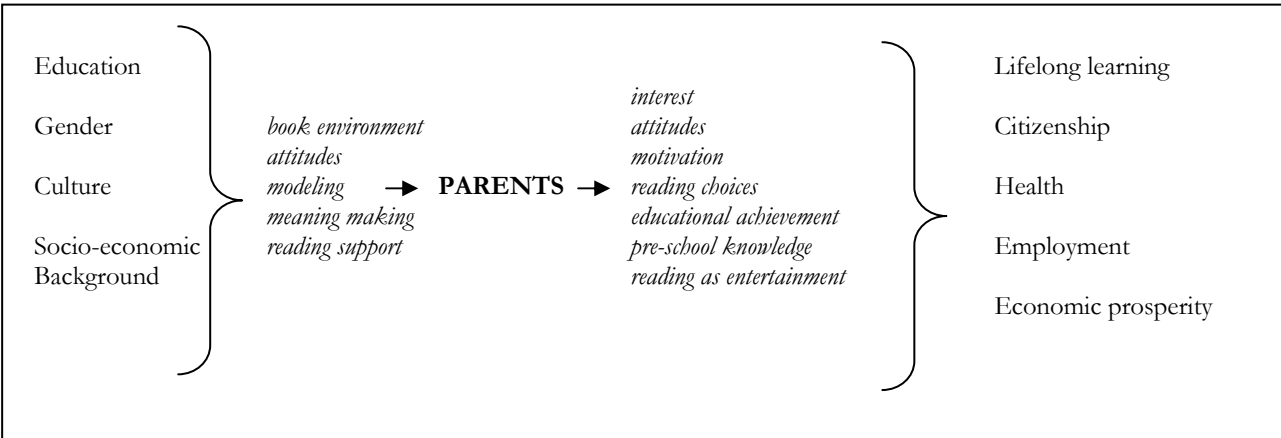 Education
Gender
Culture
Socio-economic
Background
book environment
attitudes
modeling
meaning making
reading support
PARENTS
interest
attitudes
motivation
reading choices
educational achievement
pre-school knowledge
reading as entertainment
Lifelong learning
Citizenship
Health
Employment
Economic prosperity